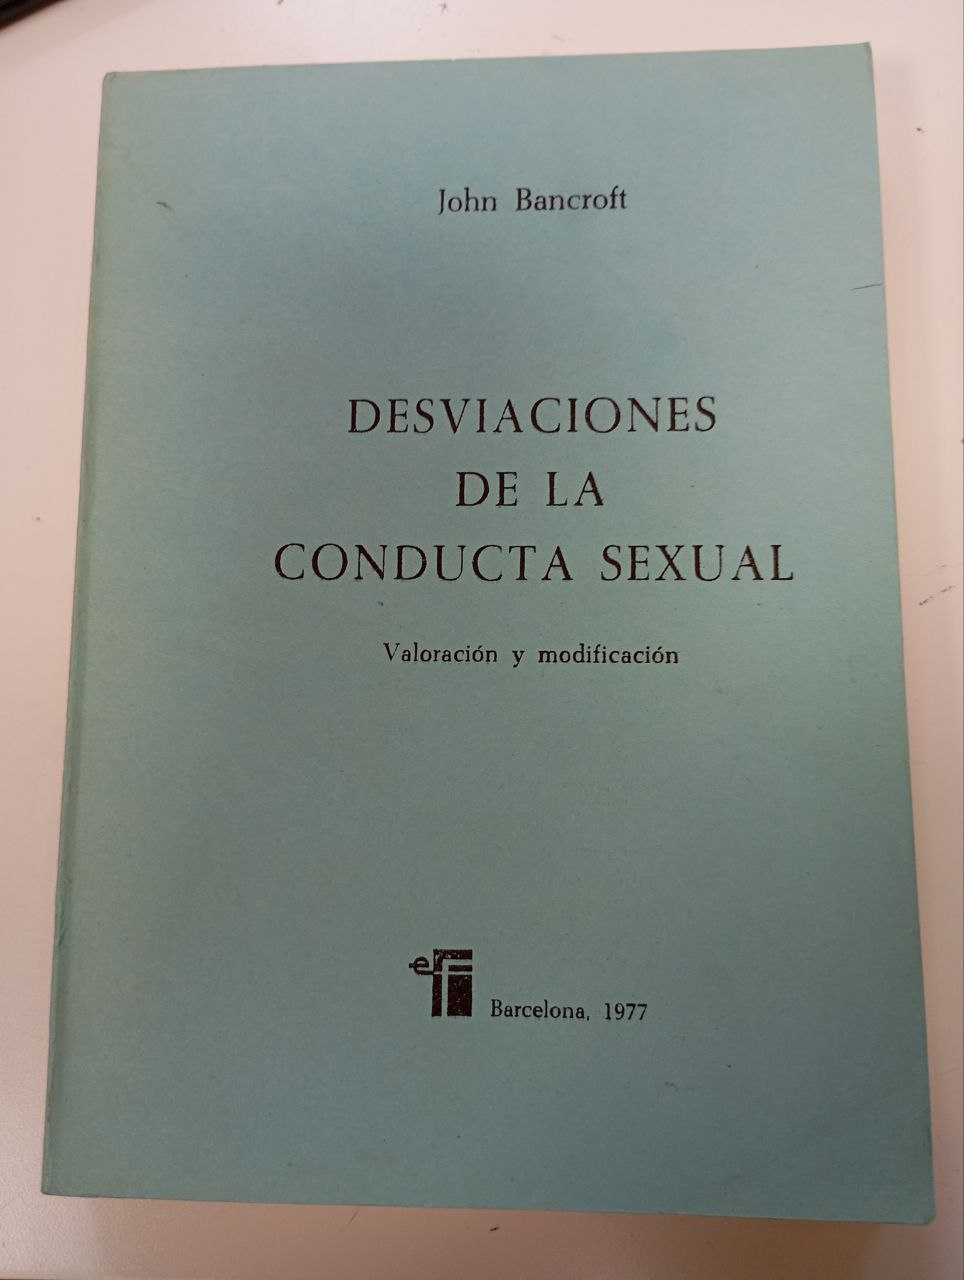 John Bancroft
DESVIACIONES
DE LA
CONDUCTA SEXUAL
Valoración y modificación
Barcelona, 1977